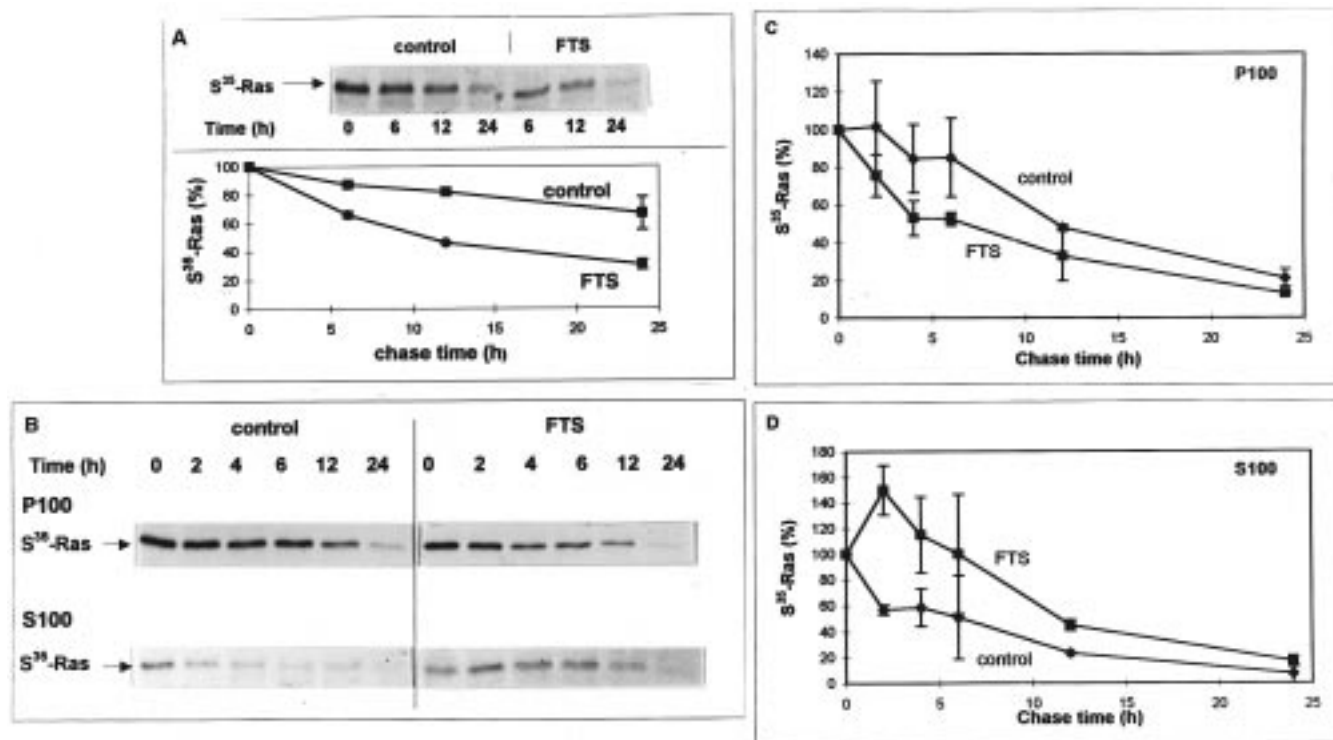 A
control | FTS
S³⁵-Ras
Time (h) 0 6 12 24 6 12 24
S³⁵-Ras (%)
100
80
60
40
20
0
control
FTS
0 5 10 15 20 25
chase time (h)
B
control FTS
Time (h) 0 2 4 6 12 24 0 2 4 6 12 24
P100
S³⁵-Ras
S100
S³⁵-Ras
C
P100
S³⁵-Ras (%)
140
120
100
80
60
40
20
0
control
FTS
0 5 10 15 20 25
Chase time (h)
D
S100
S³⁵-Ras (%)
180
160
140
120
100
80
60
40
20
0
FTS
control
0 5 10 15 20 25
Chase time (h)